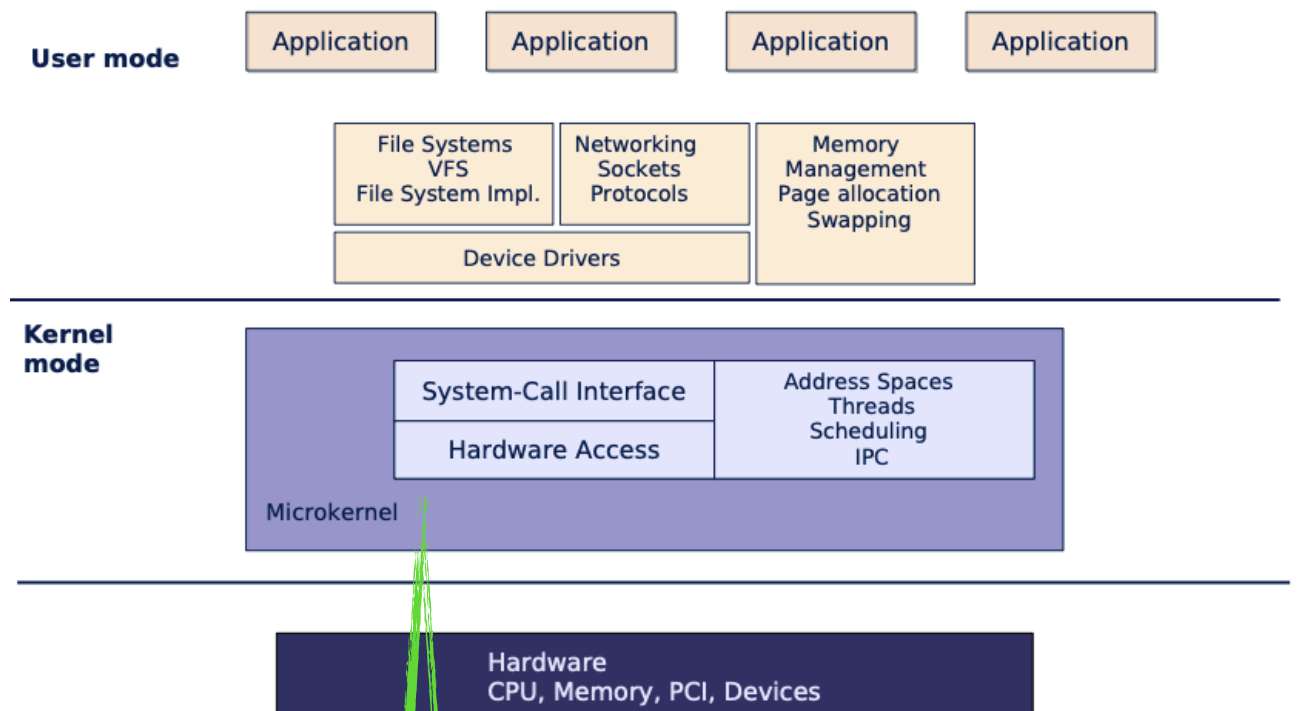 User mode
Application
Application
Application
Application
File Systems
VFS
File System Impl.
Networking
Sockets
Protocols
Memory
Management
Page allocation
Swapping
Device Drivers
Kernel
mode
System-Call Interface
Hardware Access
Address Spaces
Threads
Scheduling
IPC
Microkernel
Hardware
CPU, Memory, PCI, Devices